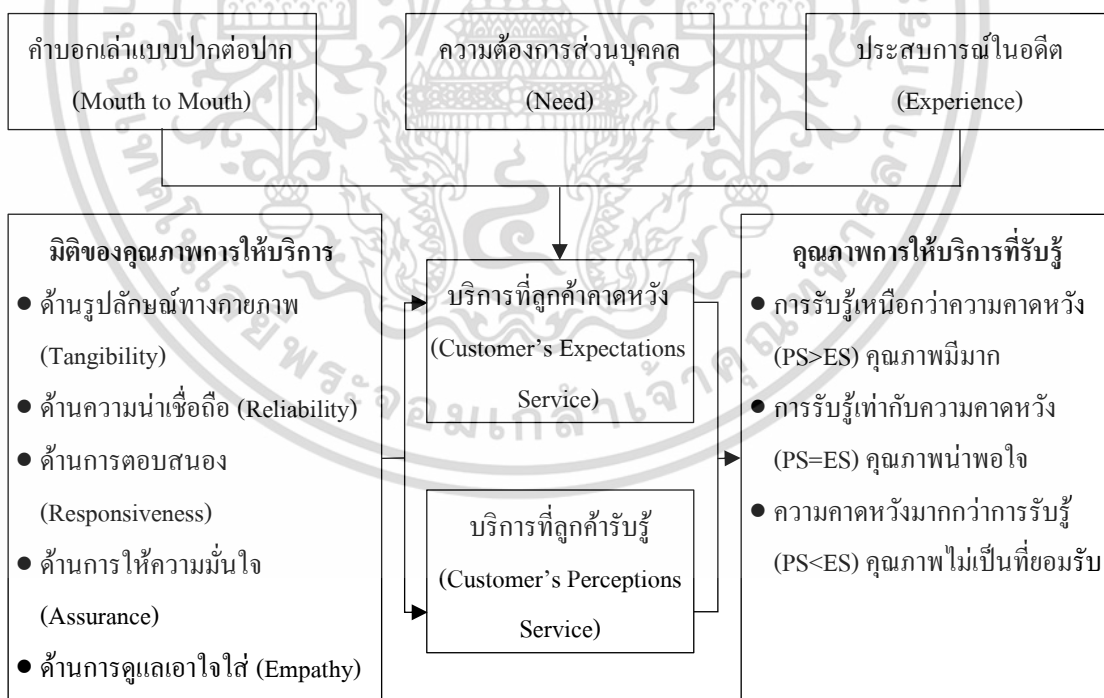 คำบอกเล่าแบบปากต่อปาก
(Mouth to Mouth)
ความต้องการส่วนบุคคล
(Need)
ประสบการณ์ในอดีต
(Experience)
มิติของคุณภาพการให้บริการ
● ด้านรูปลักษณ์ทางกายภาพ
(Tangibility)
● ด้านความน่าเชื่อถือ (Reliability)
● ด้านการตอบสนอง
(Responsiveness)
● ด้านการให้ความมั่นใจ
(Assurance)
● ด้านการดูแลเอาใจใส่ (Empathy)
บริการที่ลูกค้าคาดหวัง
(Customer’s Expectations
Service)
บริการที่ลูกค้ารับรู้
(Customer’s Perceptions
Service)
คุณภาพการให้บริการที่รับรู้
● การรับรู้เหนือกว่าความคาดหวัง
(PS>ES) คุณภาพมีมาก
● การรับรู้เท่ากับความคาดหวัง
(PS=ES) คุณภาพน่าพอใจ
● ความคาดหวังมากกว่าการรับรู้
(PS<ES) คุณภาพไม่เป็นที่ยอมรับ